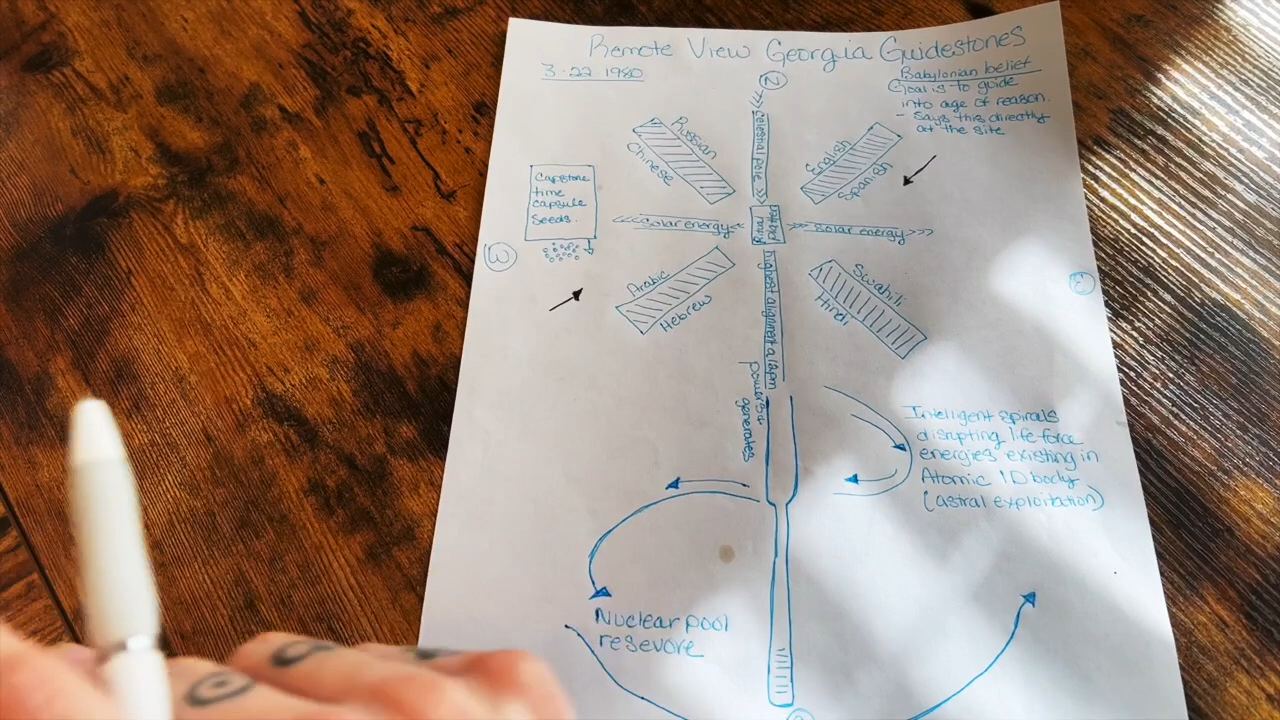 Remote View Georgia Guidestones
3·22 1980
N
Babylonian belief
Goal is to guide
into age of reason.
- says this directly
at the site
celestial pole
Russian
Chinese
English
Spanish
Capstone
time
capsule
seeds.
solar energy
solar energy
W
E
Arabic
Hebrew
Swahili
Hindi
highest alignment
powers &
generates
Intelligent spirals
disrupting life force
energies existing in
Atomic 1D body
(astral exploitation)
Nuclear pool
resevore